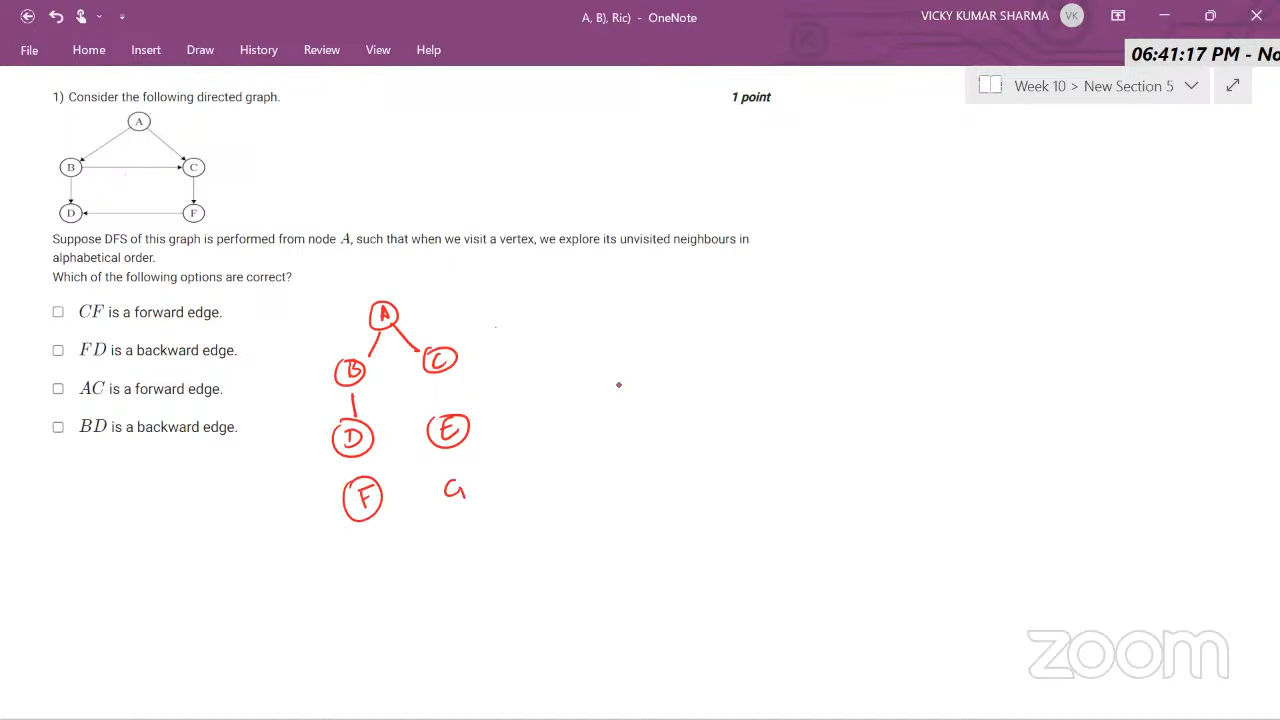 A, B), Ric) - OneNote
VICKY KUMAR SHARMA VK
File Home Insert Draw History Review View Help
06:41:17 PM - No
Week 10 > New Section 5
1) Consider the following directed graph.
1 point
A
B C
D F
Suppose DFS of this graph is performed from node A, such that when we visit a vertex, we explore its unvisited neighbours in
alphabetical order.
Which of the following options are correct?
CF is a forward edge.
FD is a backward edge.
AC is a forward edge.
BD is a backward edge.
A
B C
D E
F G
zoom